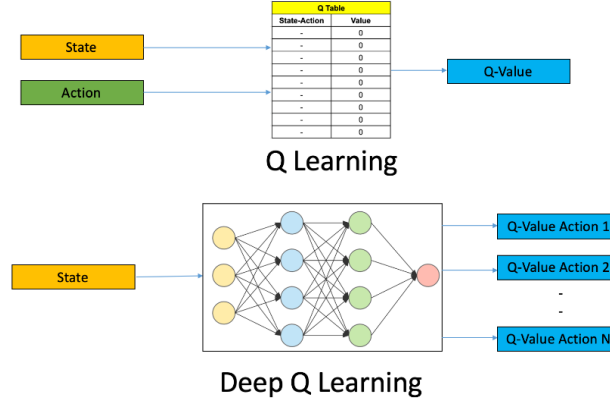 Q Table
State-Action Value
- 0
- 0
- 0
- 0
- 0
- 0
- 0
- 0
- 0
State
Action
Q-Value
Q Learning
State
Q-Value Action 1
Q-Value Action 2
-
-
Q-Value Action N
Deep Q Learning